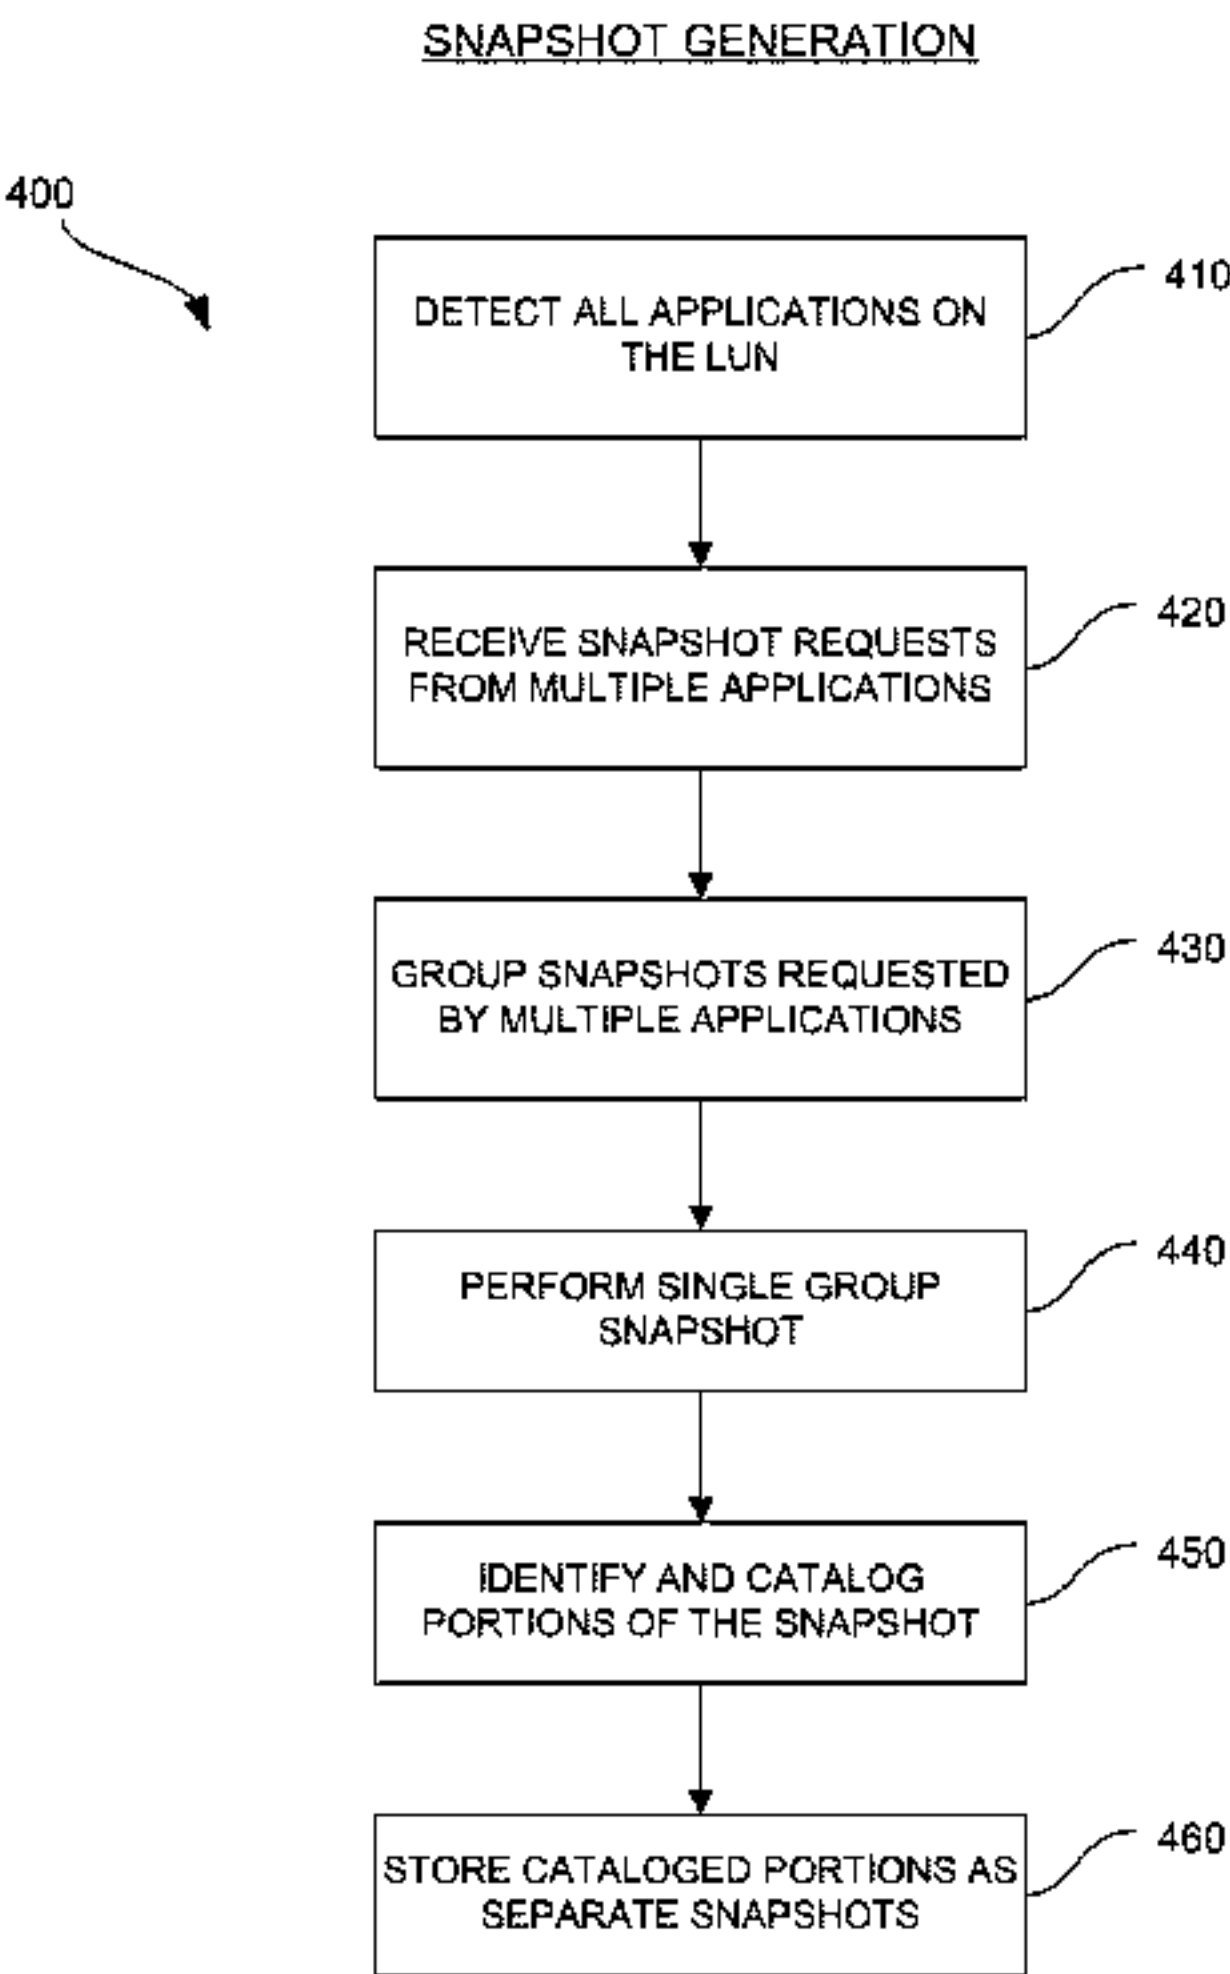 SNAPSHOT GENERATION
400
DETECT ALL APPLICATIONS ON
THE LUN
410
RECEIVE SNAPSHOT REQUESTS
FROM MULTIPLE APPLICATIONS
420
GROUP SNAPSHOTS REQUESTED
BY MULTIPLE APPLICATIONS
430
PERFORM SINGLE GROUP
SNAPSHOT
440
IDENTIFY AND CATALOG
PORTIONS OF THE SNAPSHOT
450
STORE CATALOGED PORTIONS AS
SEPARATE SNAPSHOTS
460